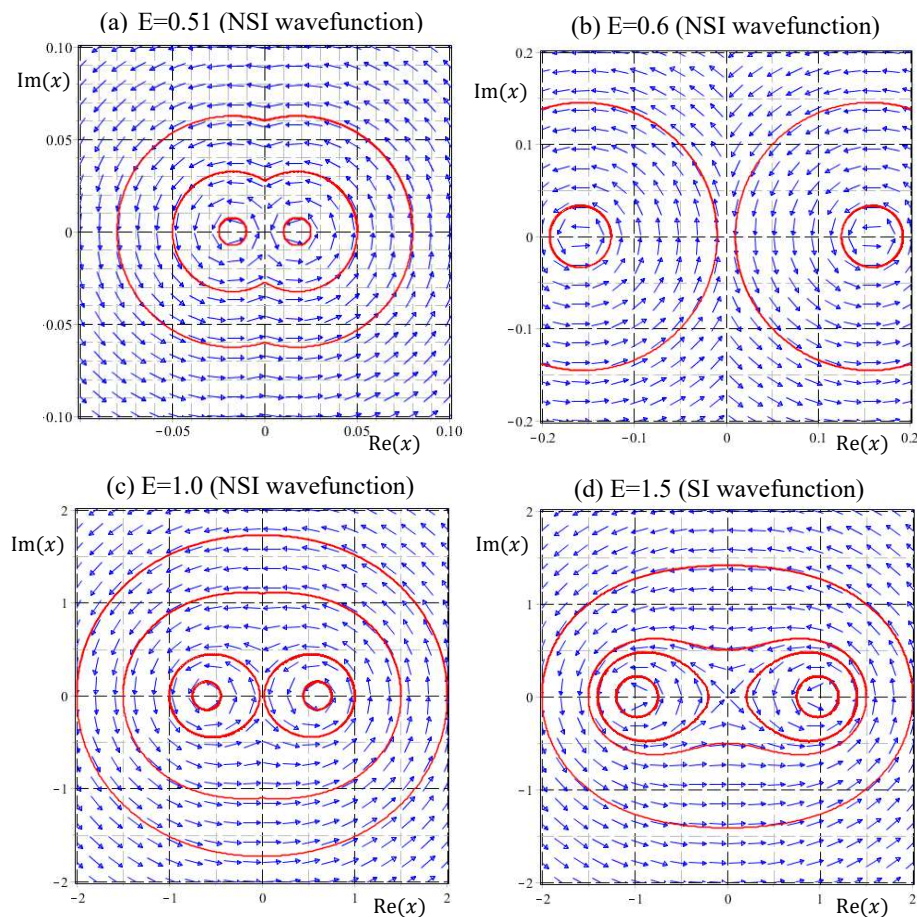 (a) E=0.51 (NSI wavefunction)
0.10
Im(x)
0.05
0
-0.05
-0.10
-0.05 0 0.05 0.10
Re(x)
(b) E=0.6 (NSI wavefunction)
0.2
Im(x)
0.1
0
-0.1
-0.2
-0.2 -0.1 0 0.1 0.2
Re(x)
(c) E=1.0 (NSI wavefunction)
2
Im(x)
1
0
-1
-2
-2 -1 0 1 2
Re(x)
(d) E=1.5 (SI wavefunction)
2
Im(x)
1
0
-1
-2
-2 -1 0 1 2
Re(x)